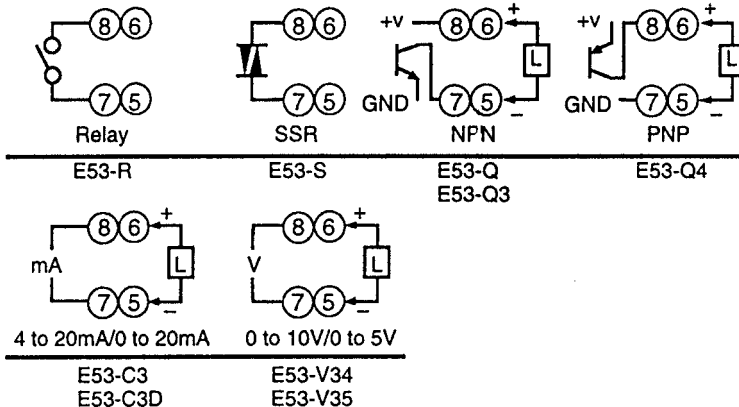 8 6
8 6
+v 8 6 +
+v 8 6 +
L
L
GND
GND
7 5
7 5
7 5 −
7 5 −
Relay
SSR
NPN
PNP
E53-R
E53-S
E53-Q
E53-Q3
E53-Q4
8 6 +
8 6 +
mA
L
V
L
7 5 −
7 5 −
4 to 20mA/0 to 20mA
0 to 10V/0 to 5V
E53-C3
E53-C3D
E53-V34
E53-V35